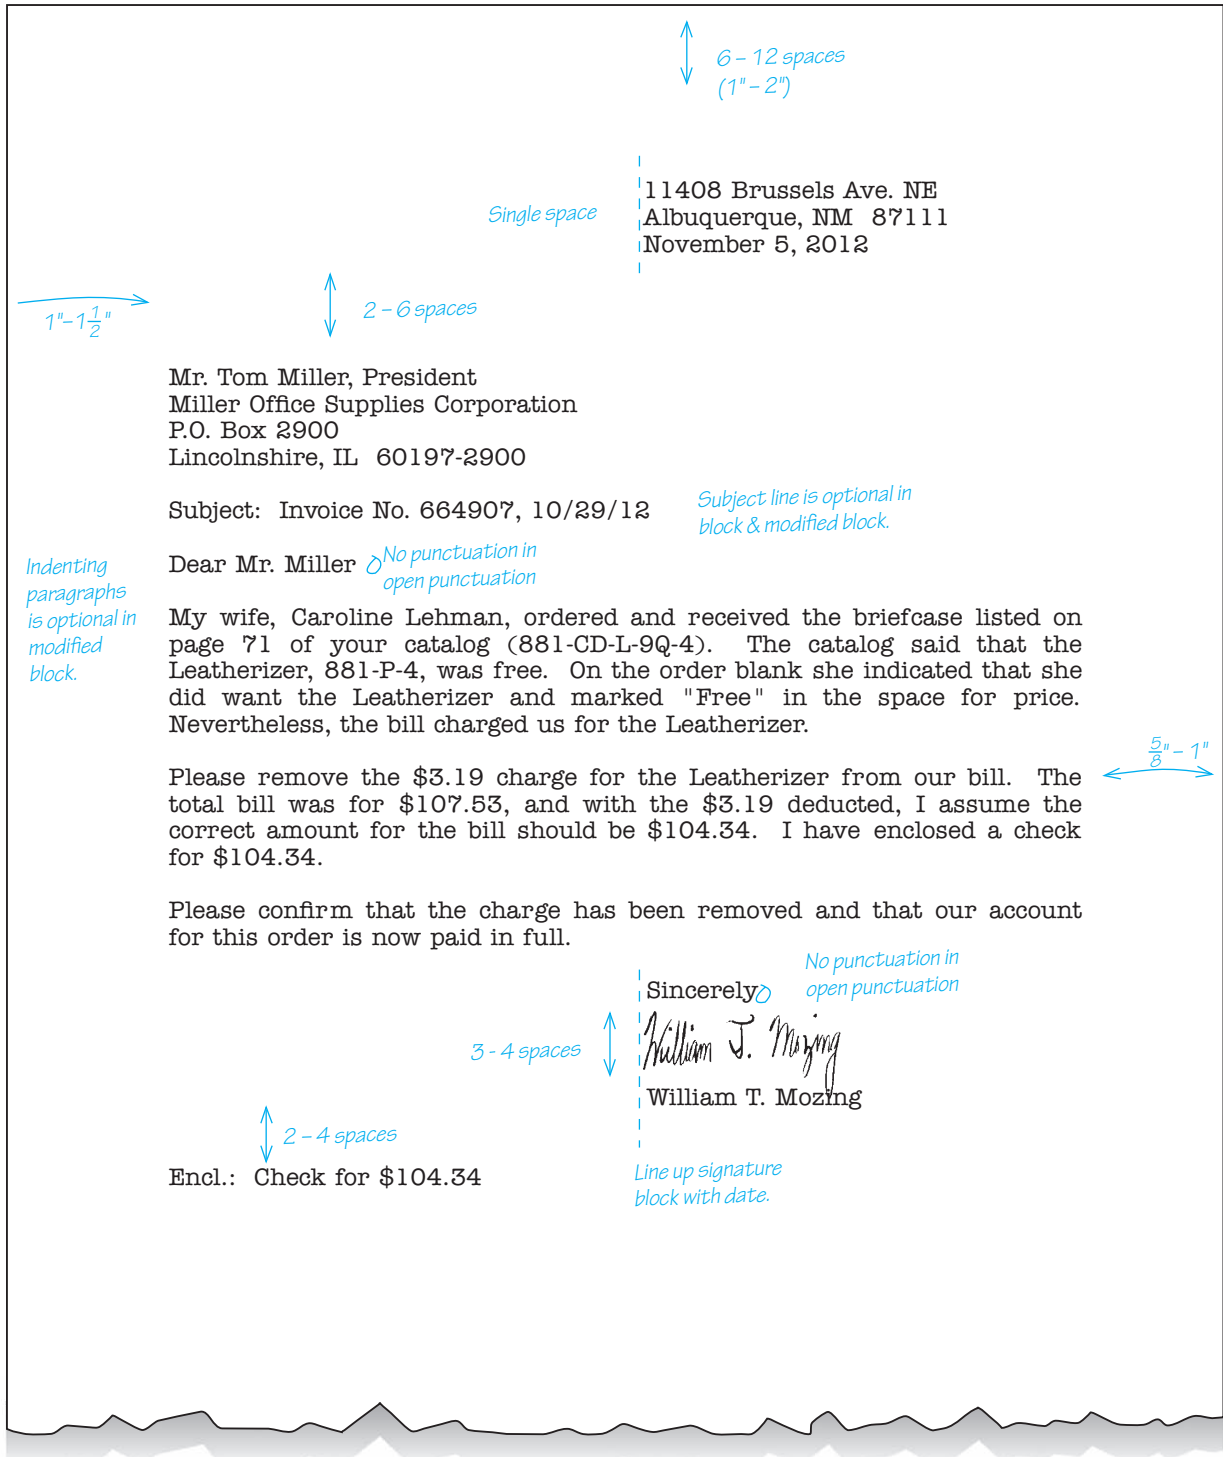 6 – 12 spaces
(1" – 2")
11408 Brussels Ave. NE
Single space
Albuquerque, NM  87111
November 5, 2012
1"–1 1/2"
2 – 6 spaces
Mr. Tom Miller, President
Miller Office Supplies Corporation
P.O. Box 2900
Lincolnshire, IL  60197-2900
Subject:  Invoice No. 664907, 10/29/12
Subject line is optional in
block & modified block.
Dear Mr. Miller
No punctuation in
open punctuation
Indenting
paragraphs
is optional in
modified
block.
My wife, Caroline Lehman, ordered and received the briefcase listed on
page 71 of your catalog (881-CD-L-9Q-4).  The catalog said that the
Leatherizer, 881-P-4, was free.  On the order blank she indicated that she
did want the Leatherizer and marked "Free" in the space for price.
Nevertheless, the bill charged us for the Leatherizer.
5/8" – 1"
Please remove the $3.19 charge for the Leatherizer from our bill.  The
total bill was for $107.53, and with the $3.19 deducted, I assume the
correct amount for the bill should be $104.34.  I have enclosed a check
for $104.34.
Please confirm that the charge has been removed and that our account
for this order is now paid in full.
No punctuation in
open punctuation
Sincerely
William T. Mozing
3 - 4 spaces
William T. Mozing
2 – 4 spaces
Encl.:  Check for $104.34
Line up signature
block with date.